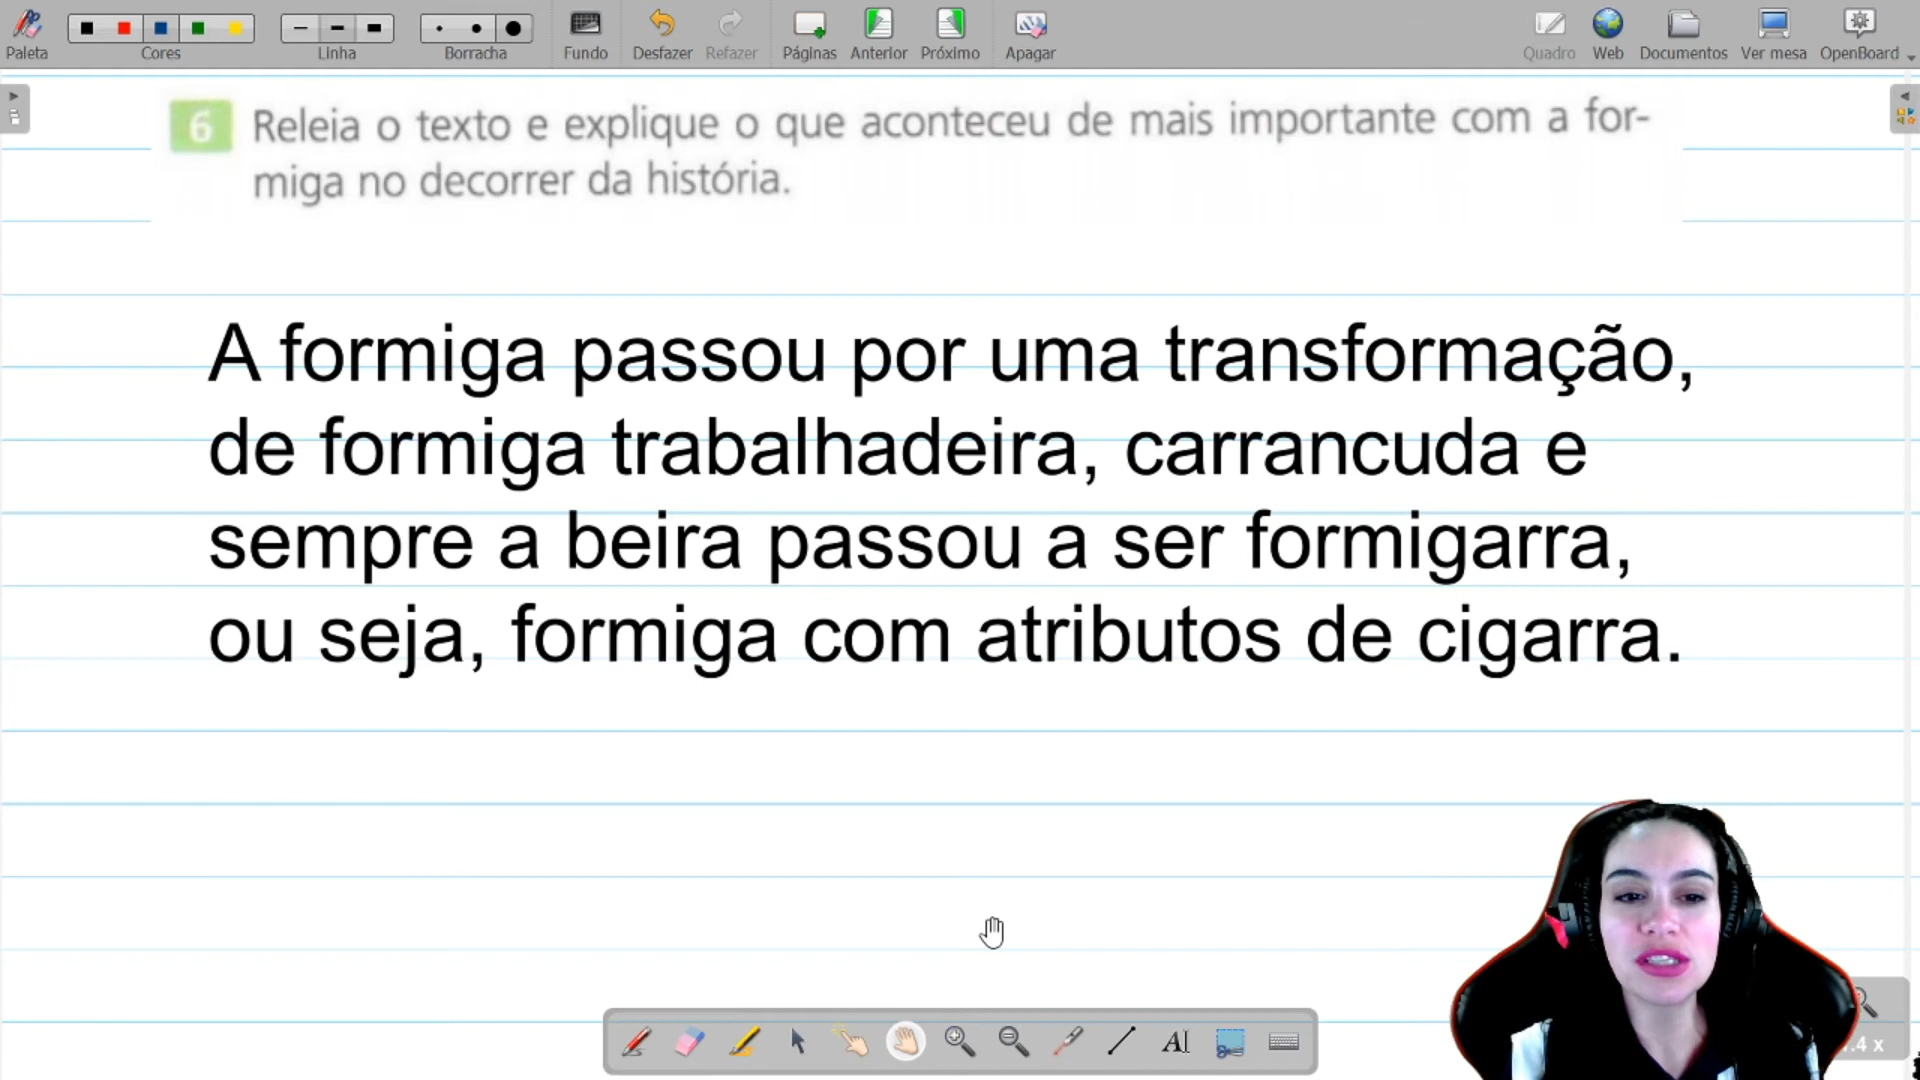 Paleta
Cores
Linha
Borracha
Fundo
Desfazer
Refazer
Páginas
Anterior
Próximo
Apagar
Quadro
Web
Documentos
Ver mesa
OpenBoard
6 Releia o texto e explique o que aconteceu de mais importante com a for-
miga no decorrer da história.
A formiga passou por uma transformação,
de formiga trabalhadeira, carrancuda e
sempre a beira passou a ser formigarra,
ou seja, formiga com atributos de cigarra.
.4 x